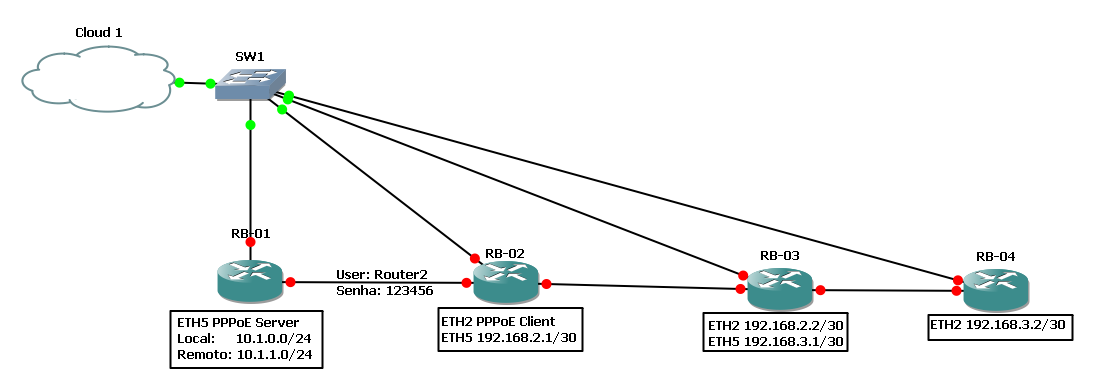 Cloud 1
SW1
RB-01
RB-02
RB-03
RB-04
User: Router2
Senha: 123456
ETH5 PPPoE Server
Local: 10.1.0.0/24
Remoto: 10.1.1.0/24
ETH2 PPPoE Client
ETH5 192.168.2.1/30
ETH2 192.168.2.2/30
ETH5 192.168.3.1/30
ETH2 192.168.3.2/30